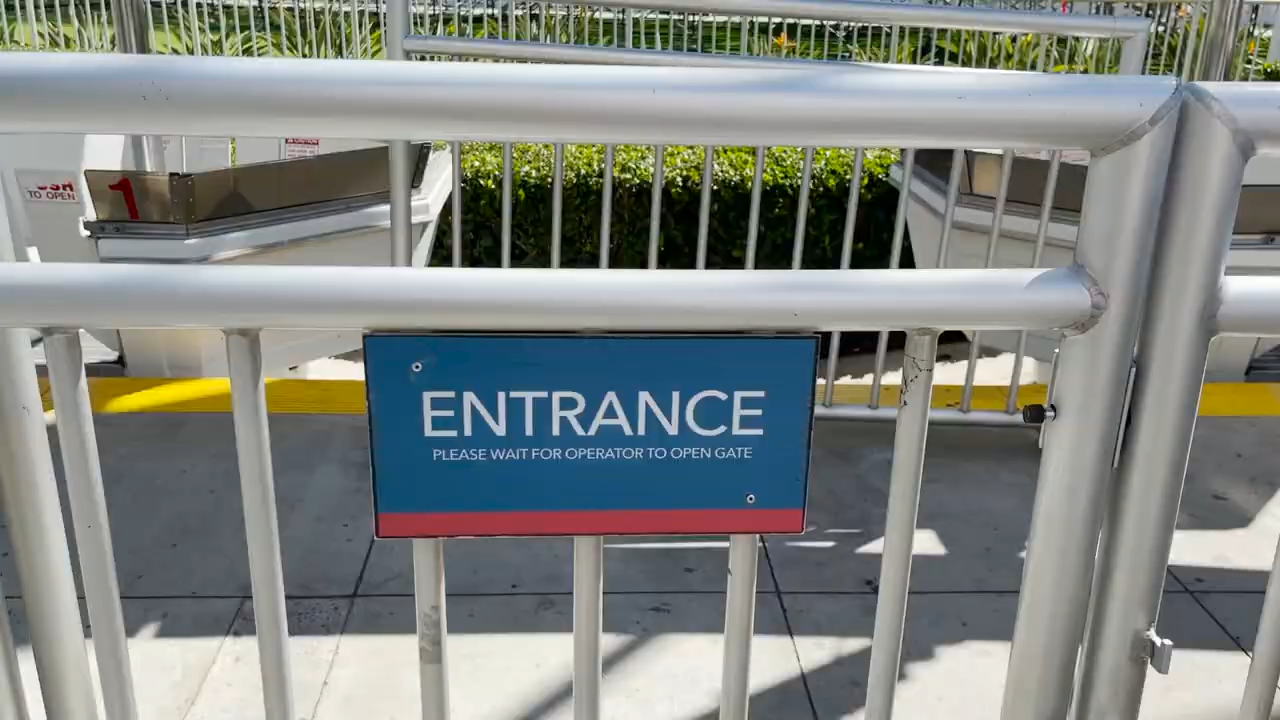 TO OPEN
1
ENTRANCE
PLEASE WAIT FOR OPERATOR TO OPEN GATE